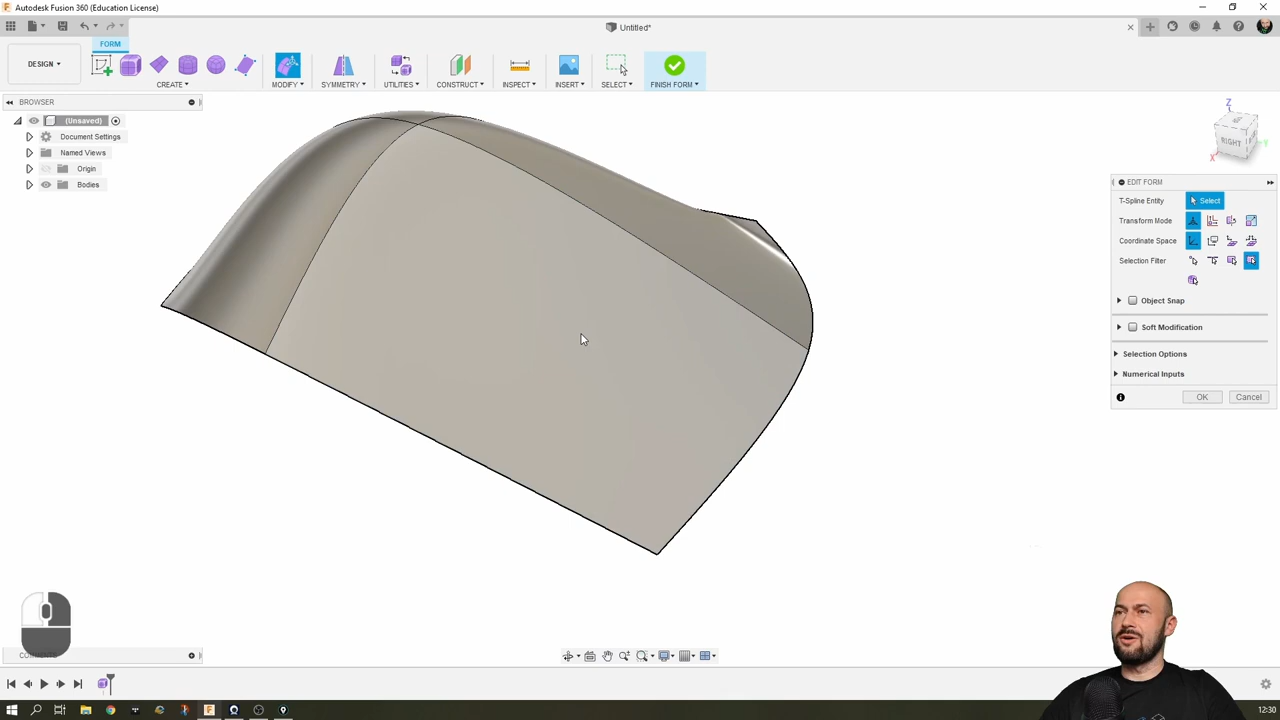 Autodesk Fusion 360 (Education License)
Untitled*
FORM
DESIGN
CREATE
MODIFY
SYMMETRY
UTILITIES
CONSTRUCT
INSPECT
INSERT
SELECT
FINISH FORM
BROWSER
(Unsaved)
Document Settings
Named Views
Origin
Bodies
Z
RIGHT
X
Y
EDIT FORM
T-Spline Entity
Select
Transform Mode
Coordinate Space
Selection Filter
Object Snap
Soft Modification
Selection Options
Numerical Inputs
OK
Cancel
COMMENTS
12:30